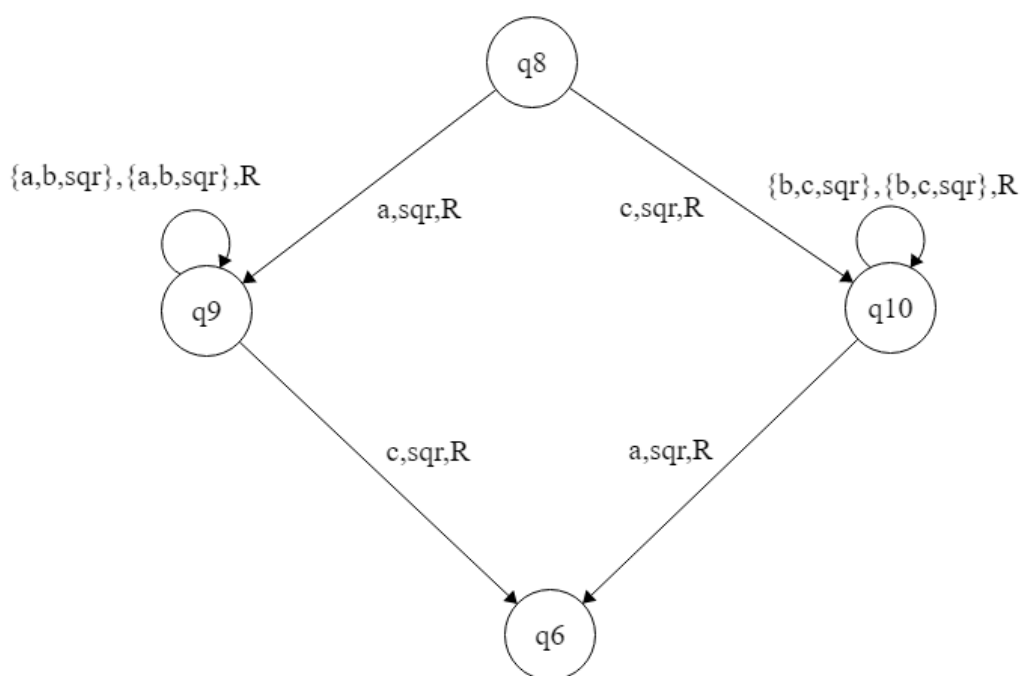 q8
{a,b,sqr},{a,b,sqr},R
{b,c,sqr},{b,c,sqr},R
a,sqr,R
c,sqr,R
q9
q10
c,sqr,R
a,sqr,R
q6